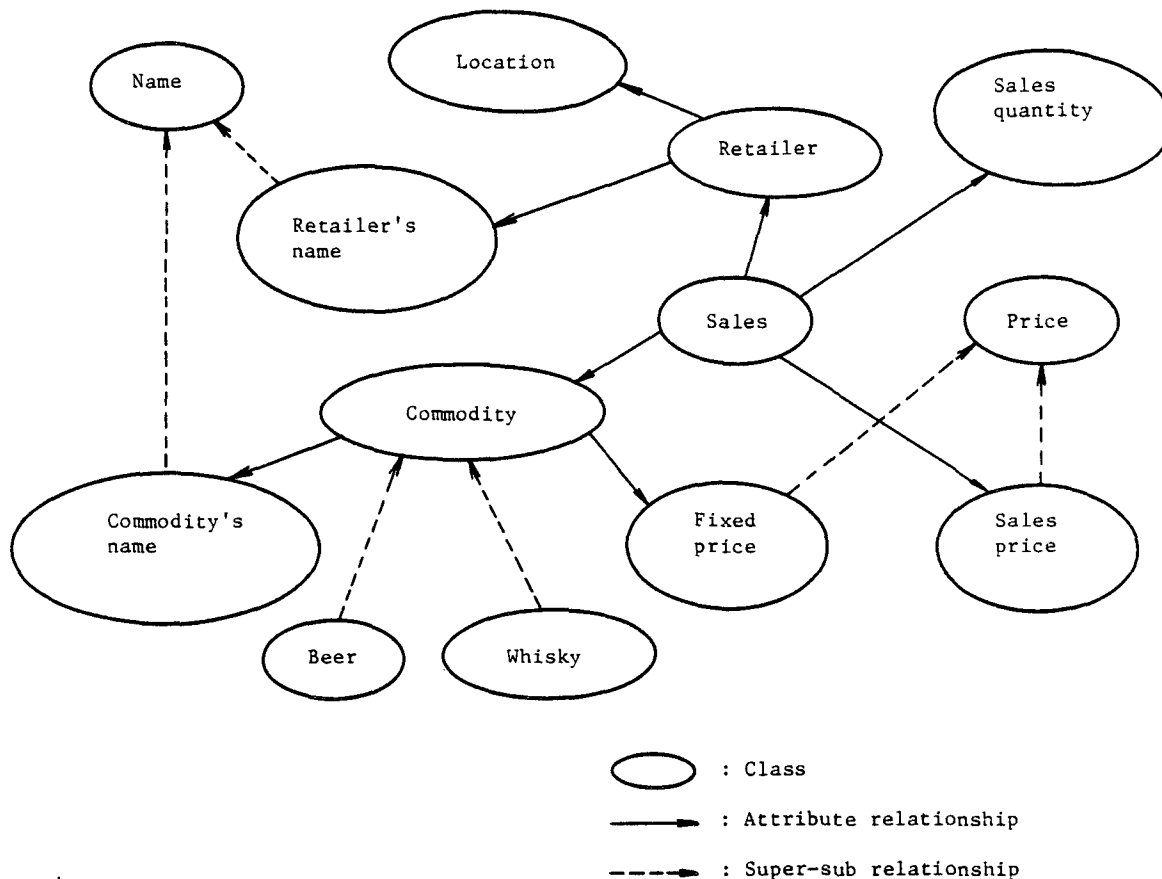 Name
Location
Sales
quantity
Retailer
Retailer's
name
Sales
Price
Commodity
Commodity's
name
Fixed
price
Sales
price
Beer
Whisky
: Class
: Attribute relationship
: Super-sub relationship